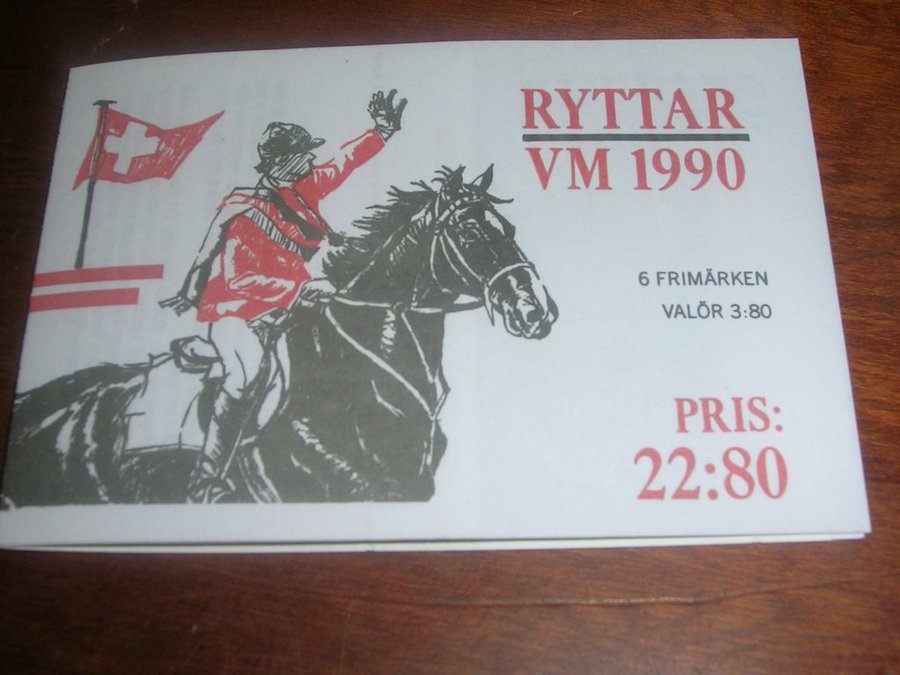 RYTTAR
VM 1990
6 FRIMÄRKEN
VALÖR 3:80
PRIS:
22:80